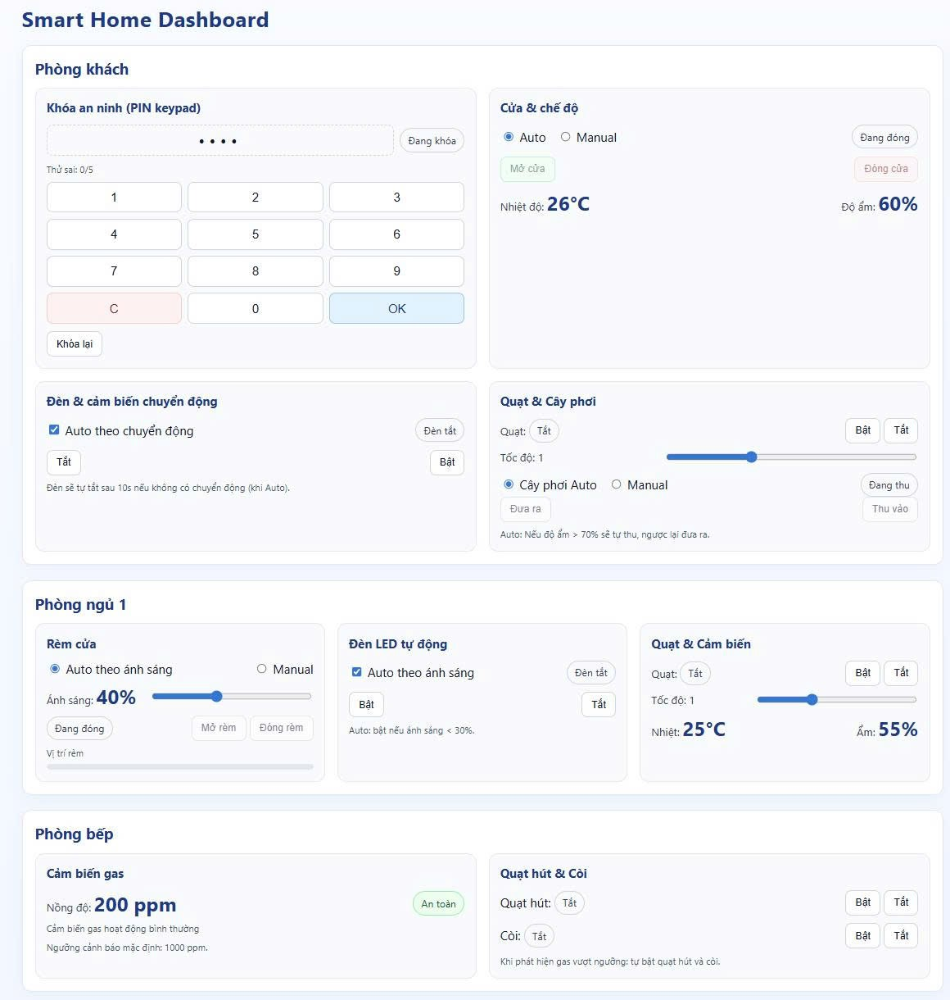 Smart Home Dashboard
Phòng khách
Khóa an ninh (PIN keypad)
••••
Đang khóa
Thử sai: 0/5
1 2 3
4 5 6
7 8 9
C 0 OK
Khóa lại
Cửa & chế độ
Auto Manual Đang đóng
Mở cửa Đóng cửa
Nhiệt độ: 26°C Độ ẩm: 60%
Đèn & cảm biến chuyển động
Auto theo chuyển động Đèn tắt
Tắt Bật
Đèn sẽ tự tắt sau 10s nếu không có chuyển động (khi Auto).
Quạt & Cây phơi
Quạt: Tắt Bật Tắt
Tốc độ: 1
Cây phơi Auto Manual Đang thu
Đưa ra Thu vào
Auto: Nếu độ ẩm > 70% sẽ tự thu, ngược lại đưa ra.
Phòng ngủ 1
Rèm cửa
Auto theo ánh sáng Manual
Ánh sáng: 40%
Đang đóng Mở rèm Đóng rèm
Vị trí rèm
Đèn LED tự động
Auto theo ánh sáng Đèn tắt
Bật Tắt
Auto: bật nếu ánh sáng < 30%.
Quạt & Cảm biến
Quạt: Tắt Bật Tắt
Tốc độ: 1
Nhiệt: 25°C Ẩm: 55%
Phòng bếp
Cảm biến gas
Nồng độ: 200 ppm An toàn
Cảm biến gas hoạt động bình thường
Ngưỡng cảnh báo mặc định: 1000 ppm.
Quạt hút & Còi
Quạt hút: Tắt Bật Tắt
Còi: Tắt Bật Tắt
Khi phát hiện gas vượt ngưỡng: tự bật quạt hút và còi.